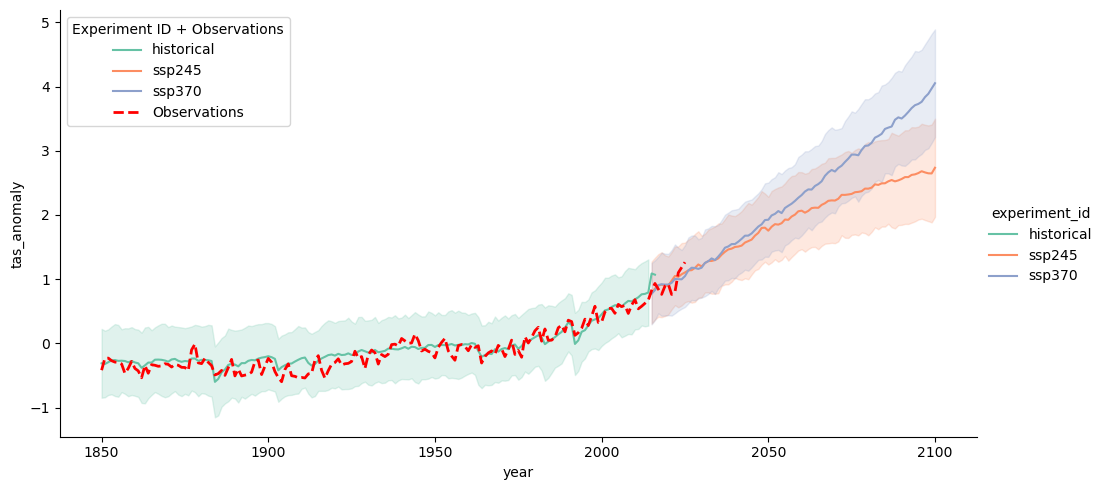 Experiment ID + Observations
historical
ssp245
ssp370
Observations
5
4
3
2
1
0
−1
tas_anomaly
1850
1900
1950
2000
2050
2100
year
experiment_id
historical
ssp245
ssp370